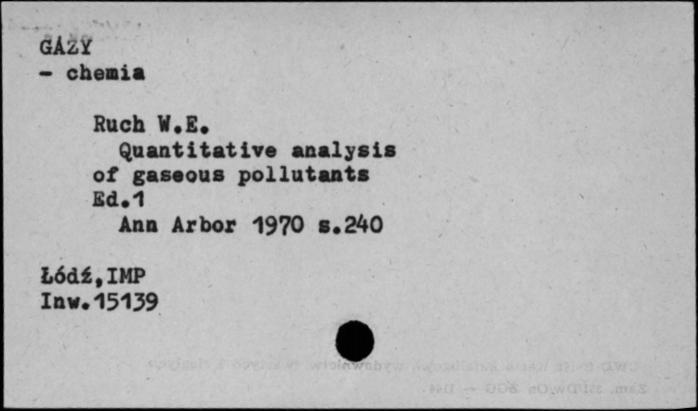 GAZY
- chemia
Ruch W.E.
Quantitative analysis
of gaseous pollutants
Ed.1
Ann Arbor 1970 s.240
Łódź,IMP
Inw.15139